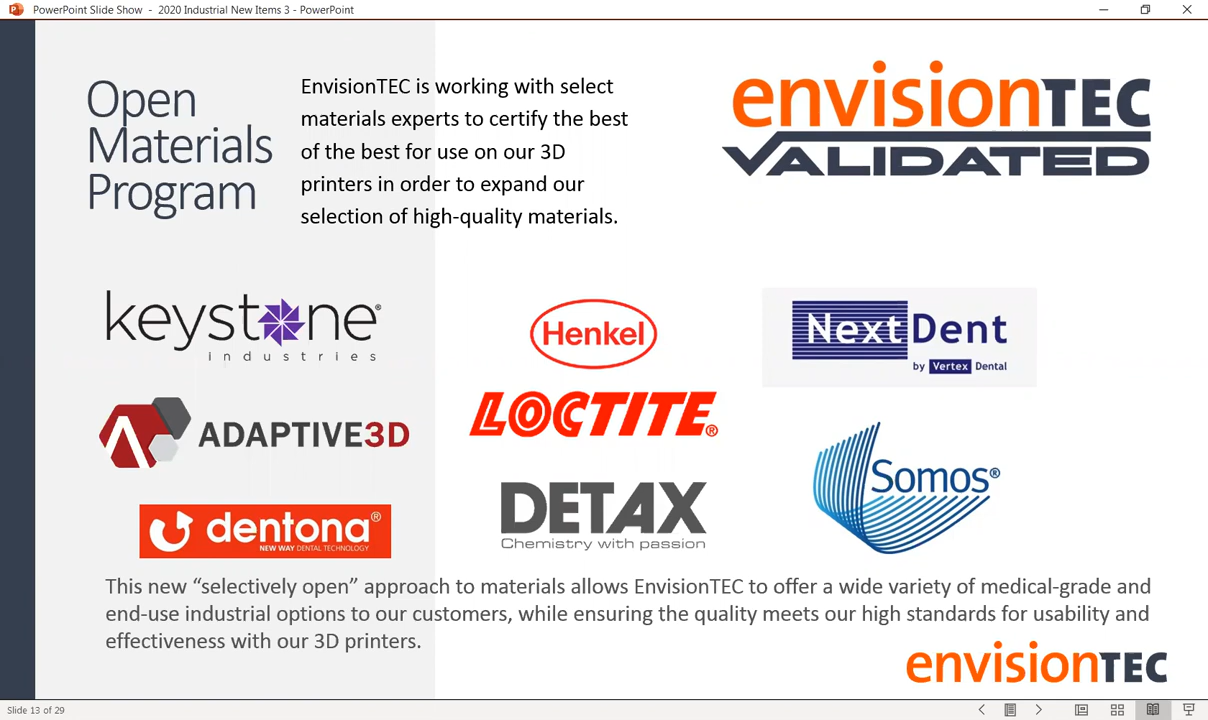 PowerPoint Slide Show - 2020 Industrial New Items 3 - PowerPoint
Open
Materials
Program
EnvisionTEC is working with select
materials experts to certify the best
of the best for use on our 3D
printers in order to expand our
selection of high-quality materials.
envisionTEC
VALIDATED
keystone®
Industries
Henkel
LOCTITE®
NextDent
by Vertex Dental
ADAPTIVE3D
DETAX
Chemistry with passion
Somos®
dentona®
NEW WAY DENTAL TECHNOLOGY
This new “selectively open” approach to materials allows EnvisionTEC to offer a wide variety of medical-grade and
end-use industrial options to our customers, while ensuring the quality meets our high standards for usability and
effectiveness with our 3D printers.
envisionTEC
Slide 13 of 29